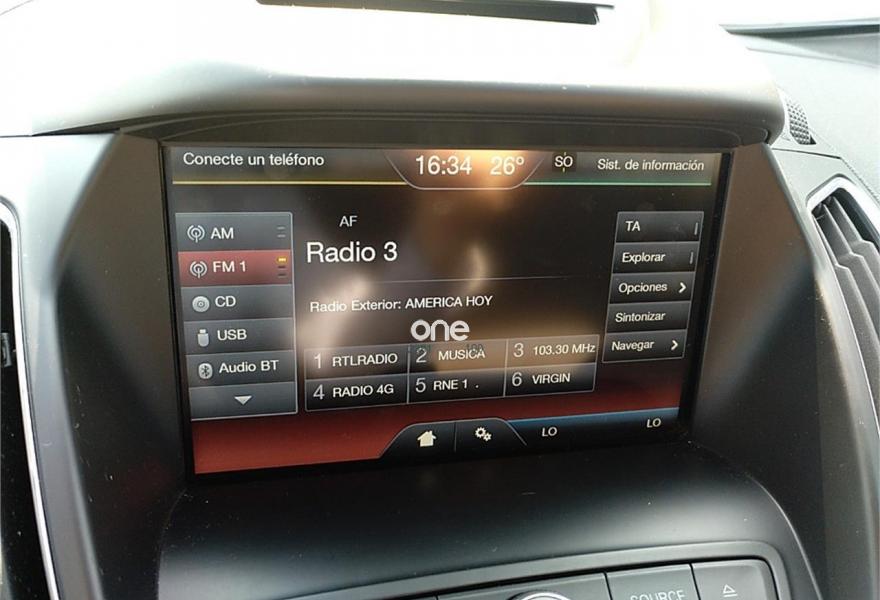 Conecte un teléfono
16:34 26° SO
Sist. de información
AM
FM 1
CD
USB
Audio BT
AF
Radio 3
Radio Exterior: AMERICA HOY
one
1 RTLRADIO 2 MUSICA 3 103.30 MHz
4 RADIO 4G 5 RNE 1 . 6 VIRGIN
TA
Explorar
Opciones
Sintonizar
Navegar
LO
LO
SOURCE